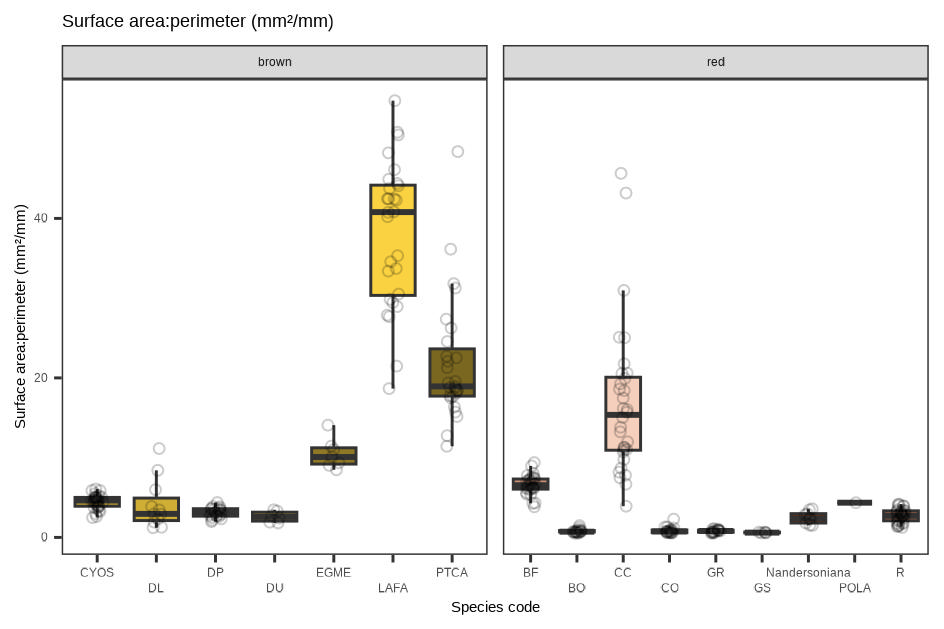 Surface area:perimeter (mm²/mm)
brown
red
Surface area:perimeter (mm²/mm)
40
20
0
CYOS
DL
DP
DU
EGME
LAFA
PTCA
BF
BO
CC
CO
GR
GS
Nandersoniana
POLA
R
Species code